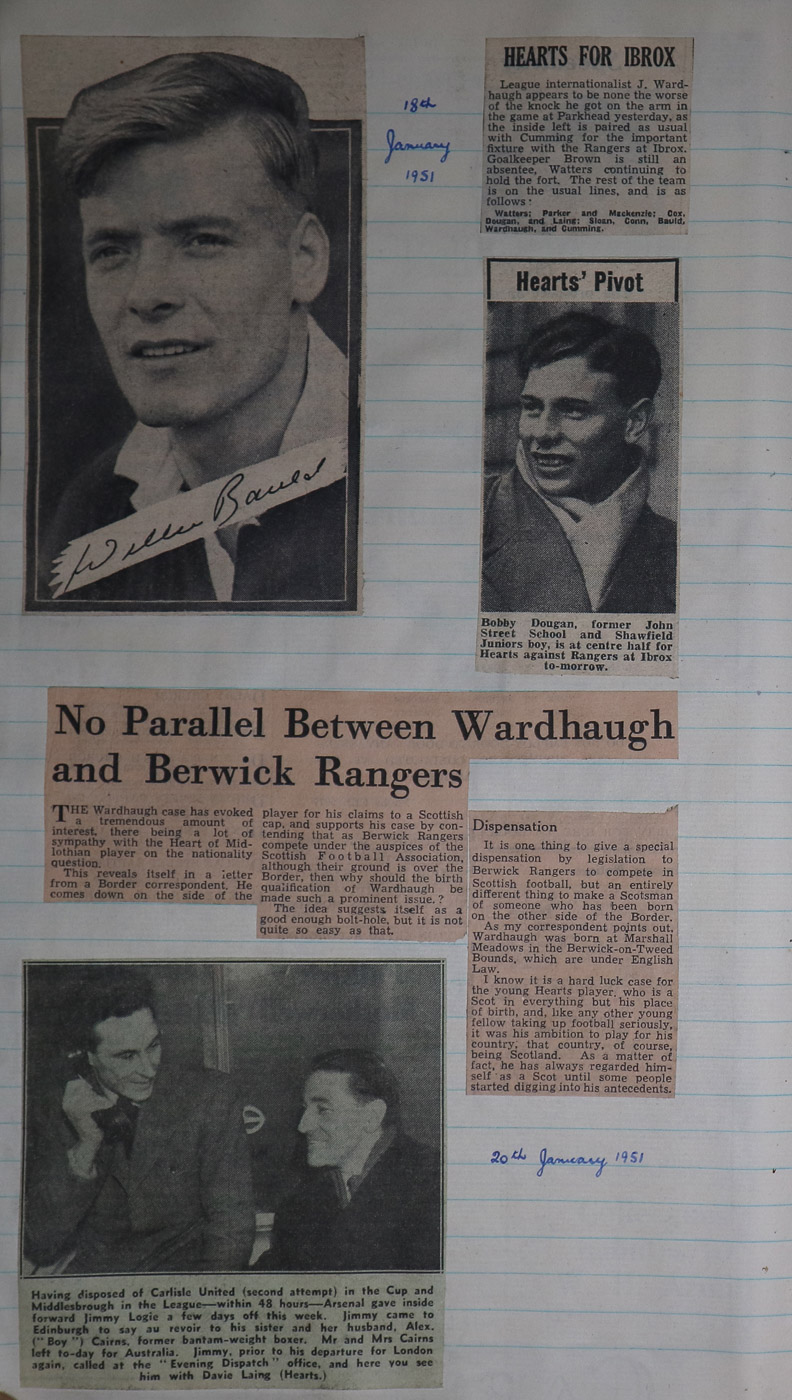 Willie Bauld
18th
January
1951
HEARTS FOR IBROX
League internationalist J. Ward-
haugh appears to be none the worse
of the knock he got on the arm in
the game at Parkhead yesterday, as
the inside left is paired as usual
with Cumming for the important
fixture with the Rangers at Ibrox.
Goalkeeper Brown is still an
absentee, Watters continuing to
hold the fort. The rest of the team
is on the usual lines, and is as
follows:
Watters; Parker and Mackenzie; Cox,
Dougan, and Laing; Sloan, Conn, Bauld,
Wardhaugh, and Cumming.
Hearts' Pivot
Bobby Dougan, former John
Street School and Shawfield
Juniors boy, is at centre half for
Hearts against Rangers at Ibrox
to-morrow.
No Parallel Between Wardhaugh
and Berwick Rangers
THE Wardhaugh case has evoked
a tremendous amount of
interest, there being a lot of
sympathy with the Heart of Mid-
lothian player on the nationality
question.
This reveals itself in a letter
from a Border correspondent. He
comes down on the side of the
player for his claims to a Scottish
cap, and supports his case by con-
tending that as Berwick Rangers
compete under the auspices of the
Scottish Football Association,
although their ground is over the
Border, then why should the birth
qualification of Wardhaugh be
made such a prominent issue.?
The idea suggests itself as a
good enough bolt-hole, but it is not
quite so easy as that.
Dispensation
It is one thing to give a special
dispensation by legislation to
Berwick Rangers to compete in
Scottish football, but an entirely
different thing to make a Scotsman
of someone who has been born
on the other side of the Border.
As my correspondent points out,
Wardhaugh was born at Marshall
Meadows in the Berwick-on-Tweed
Bounds, which are under English
Law.
I know it is a hard luck case for
the young Hearts player, who is a
Scot in everything but his place
of birth, and, like any other young
fellow taking up football seriously,
it was his ambition to play for his
country, that country, of course,
being Scotland. As a matter of
fact, he has always regarded him-
self as a Scot until some people
started digging into his antecedents.
20th January 1951
Having disposed of Carlisle United (second attempt) in the Cup and
Middlesbrough in the League—within 48 hours—Arsenal gave inside
forward Jimmy Logie a few days off this week. Jimmy came to
Edinburgh to say au revoir to his sister and her husband, Alex.
("Boy") Cairns, former bantam-weight boxer. Mr and Mrs Cairns
left to-day for Australia. Jimmy, prior to his departure for London
again, called at the "Evening Dispatch" office, and here you see
him with Davie Laing (Hearts.)